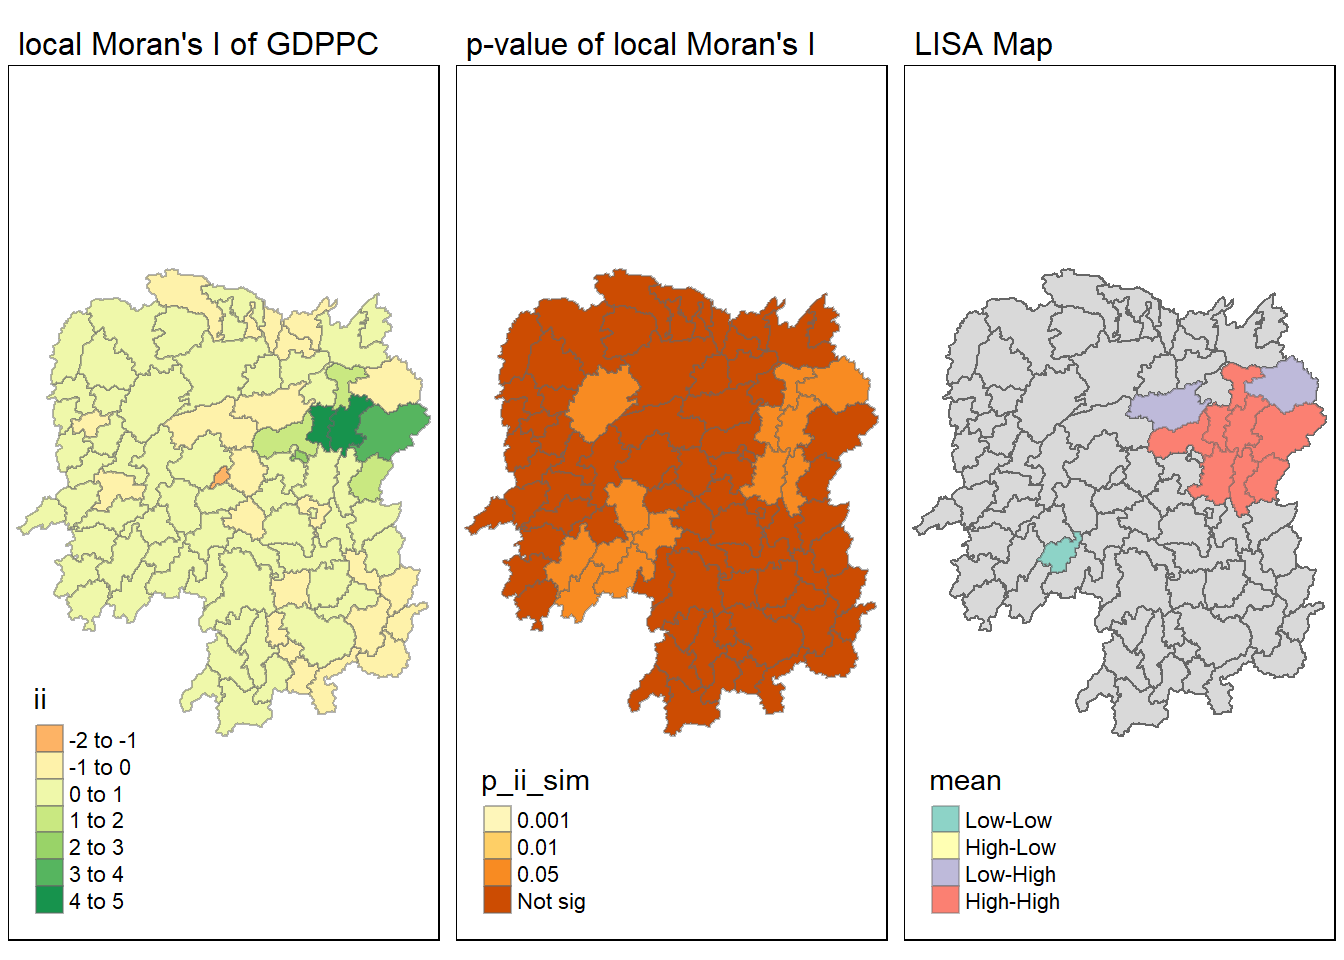 local Moran's I of GDPPC
p-value of local Moran's I
LISA Map
ii
-2 to -1
-1 to 0
0 to 1
1 to 2
2 to 3
3 to 4
4 to 5
p_ii_sim
0.001
0.01
0.05
Not sig
mean
Low-Low
High-Low
Low-High
High-High